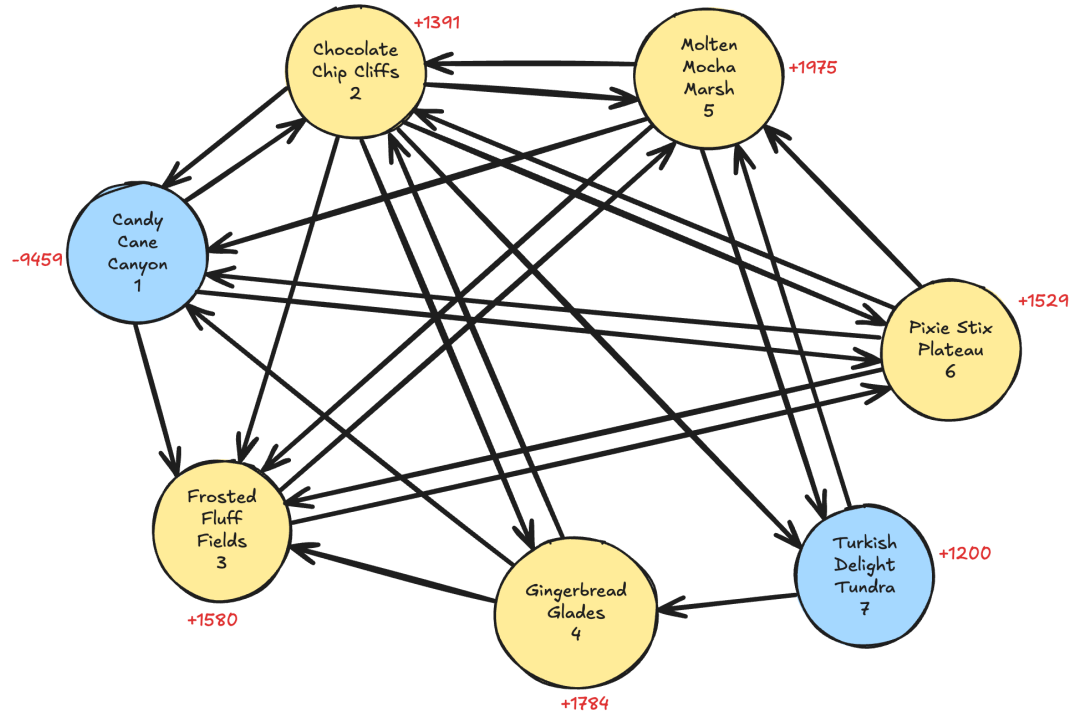 +1391
Chocolate
Chip Cliffs
2
Molten
Mocha
Marsh
5
+1975
Candy
Cane
Canyon
1
-9459
Pixie Stix
Plateau
6
+1529
Frosted
Fluff
Fields
3
+1580
Gingerbread
Glades
4
+1784
Turkish
Delight
Tundra
7
+1200